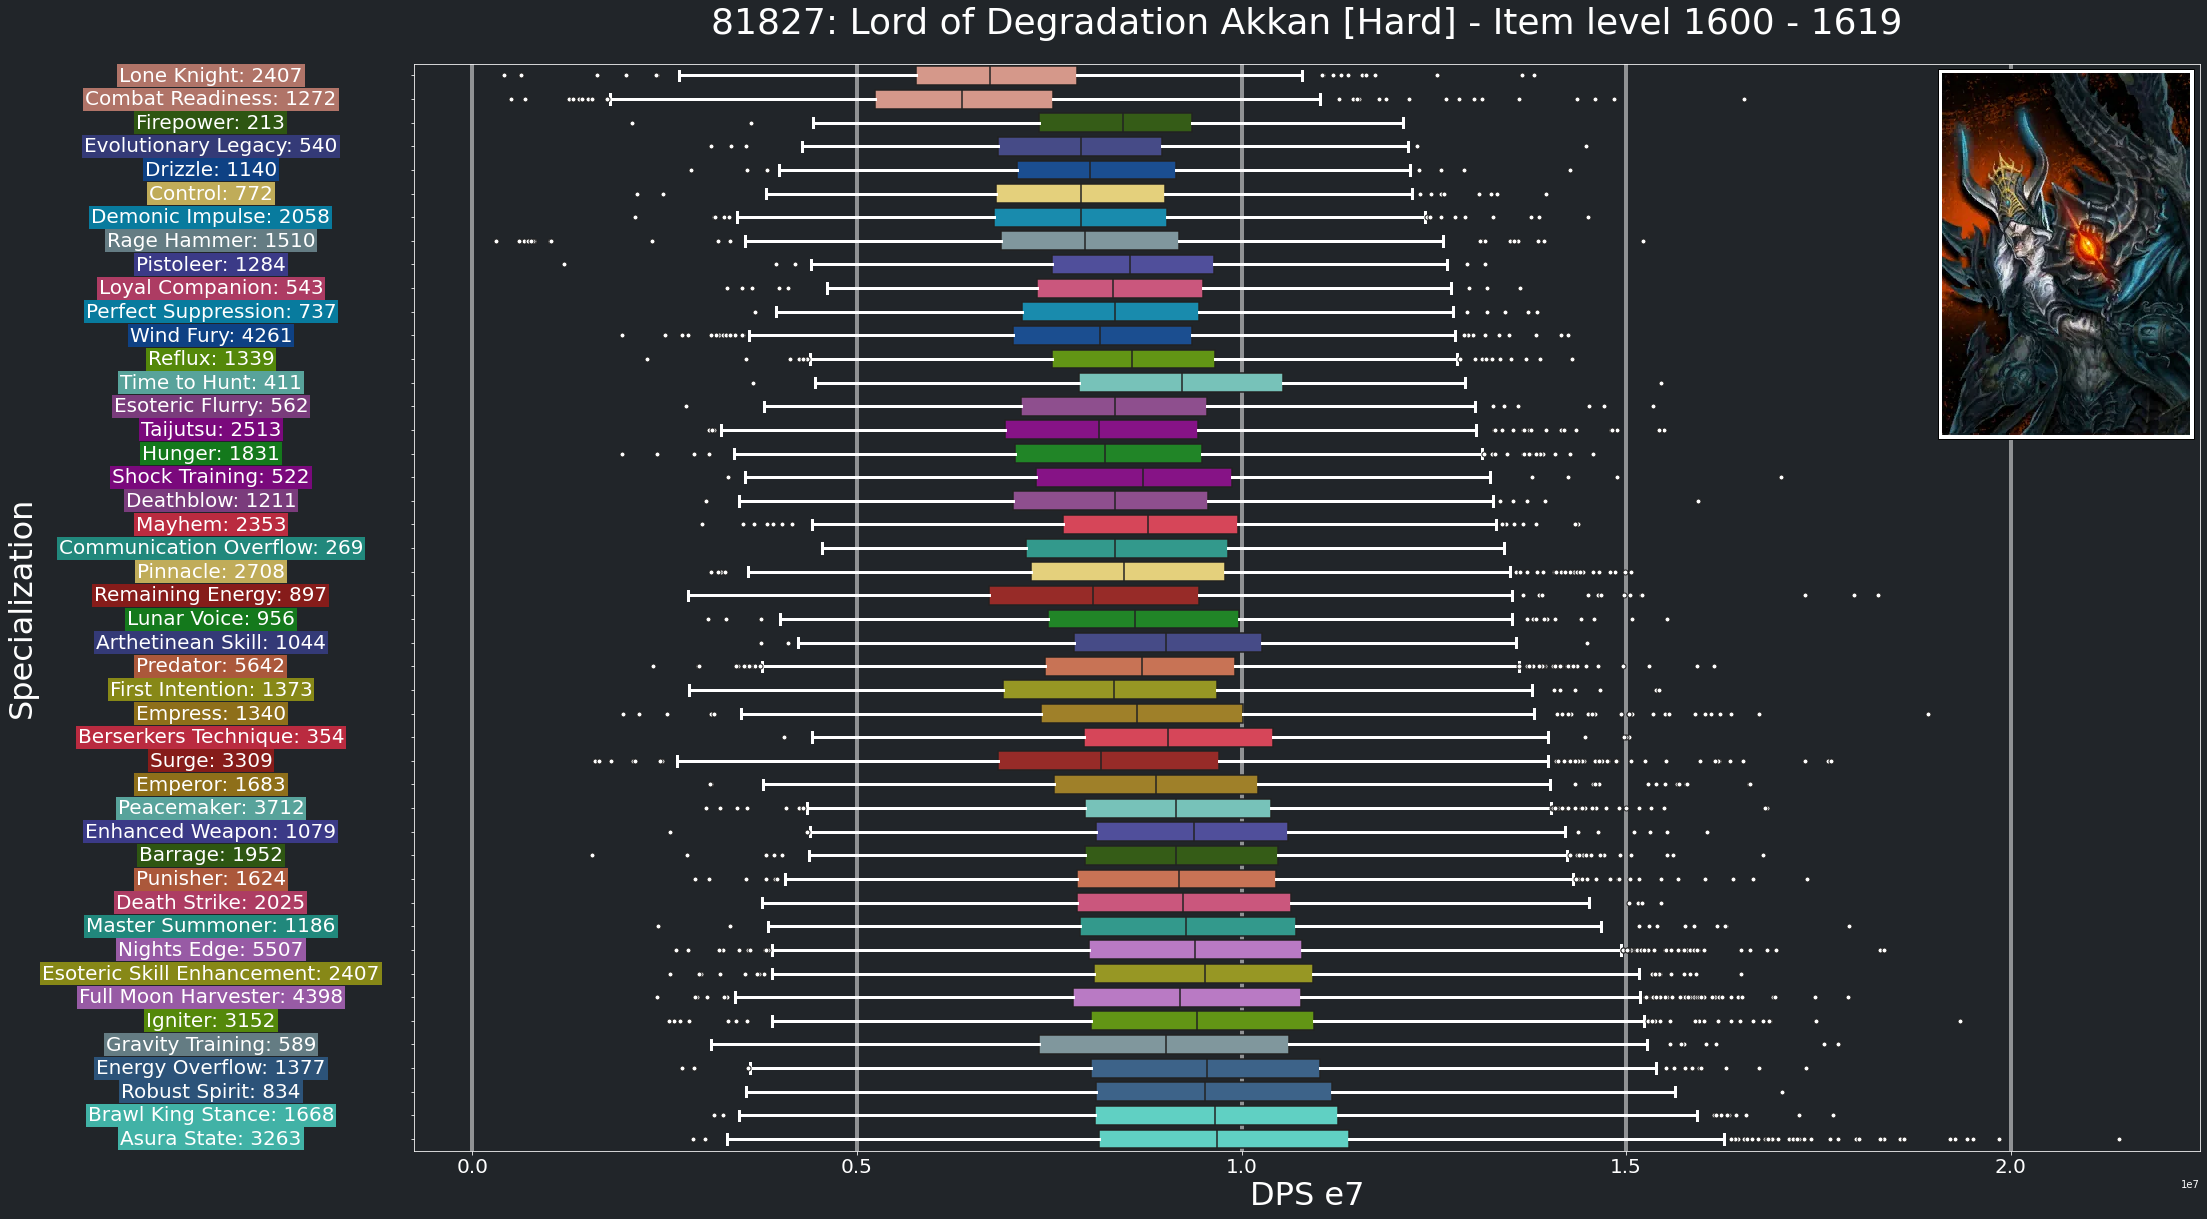 81827: Lord of Degradation Akkan [Hard] - Item level 1600 - 1619
Specialization
Lone Knight: 2407
Combat Readiness: 1272
Firepower: 213
Evolutionary Legacy: 540
Drizzle: 1140
Control: 772
Demonic Impulse: 2058
Rage Hammer: 1510
Pistoleer: 1284
Loyal Companion: 543
Perfect Suppression: 737
Wind Fury: 4261
Reflux: 1339
Time to Hunt: 411
Esoteric Flurry: 562
Taijutsu: 2513
Hunger: 1831
Shock Training: 522
Deathblow: 1211
Mayhem: 2353
Communication Overflow: 269
Pinnacle: 2708
Remaining Energy: 897
Lunar Voice: 956
Arthetinean Skill: 1044
Predator: 5642
First Intention: 1373
Empress: 1340
Berserkers Technique: 354
Surge: 3309
Emperor: 1683
Peacemaker: 3712
Enhanced Weapon: 1079
Barrage: 1952
Punisher: 1624
Death Strike: 2025
Master Summoner: 1186
Nights Edge: 5507
Esoteric Skill Enhancement: 2407
Full Moon Harvester: 4398
Igniter: 3152
Gravity Training: 589
Energy Overflow: 1377
Robust Spirit: 834
Brawl King Stance: 1668
Asura State: 3263
0.0 0.5 1.0 1.5 2.0
1e7
DPS e7